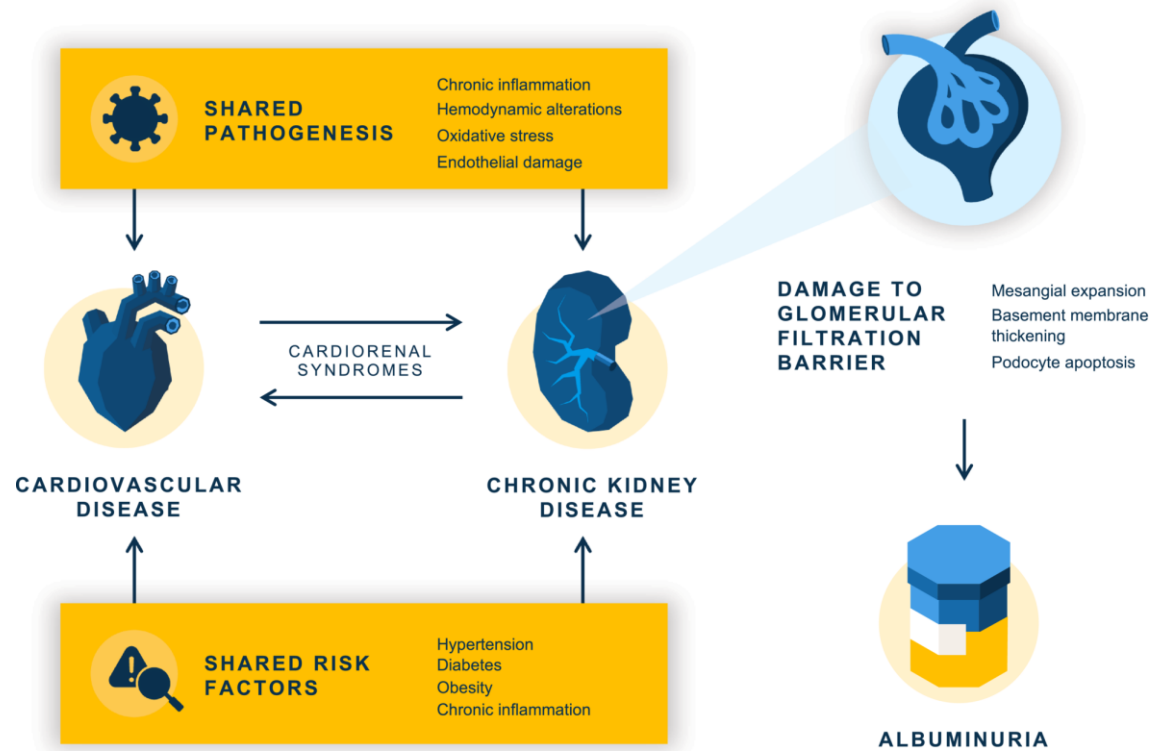 SHARED
PATHOGENESIS
Chronic inflammation
Hemodynamic alterations
Oxidative stress
Endothelial damage
CARDIORENAL
SYNDROMES
CARDIOVASCULAR
DISEASE
CHRONIC KIDNEY
DISEASE
SHARED RISK
FACTORS
Hypertension
Diabetes
Obesity
Chronic inflammation
DAMAGE TO
GLOMERULAR
FILTRATION
BARRIER
Mesangial expansion
Basement membrane
thickening
Podocyte apoptosis
ALBUMINURIA